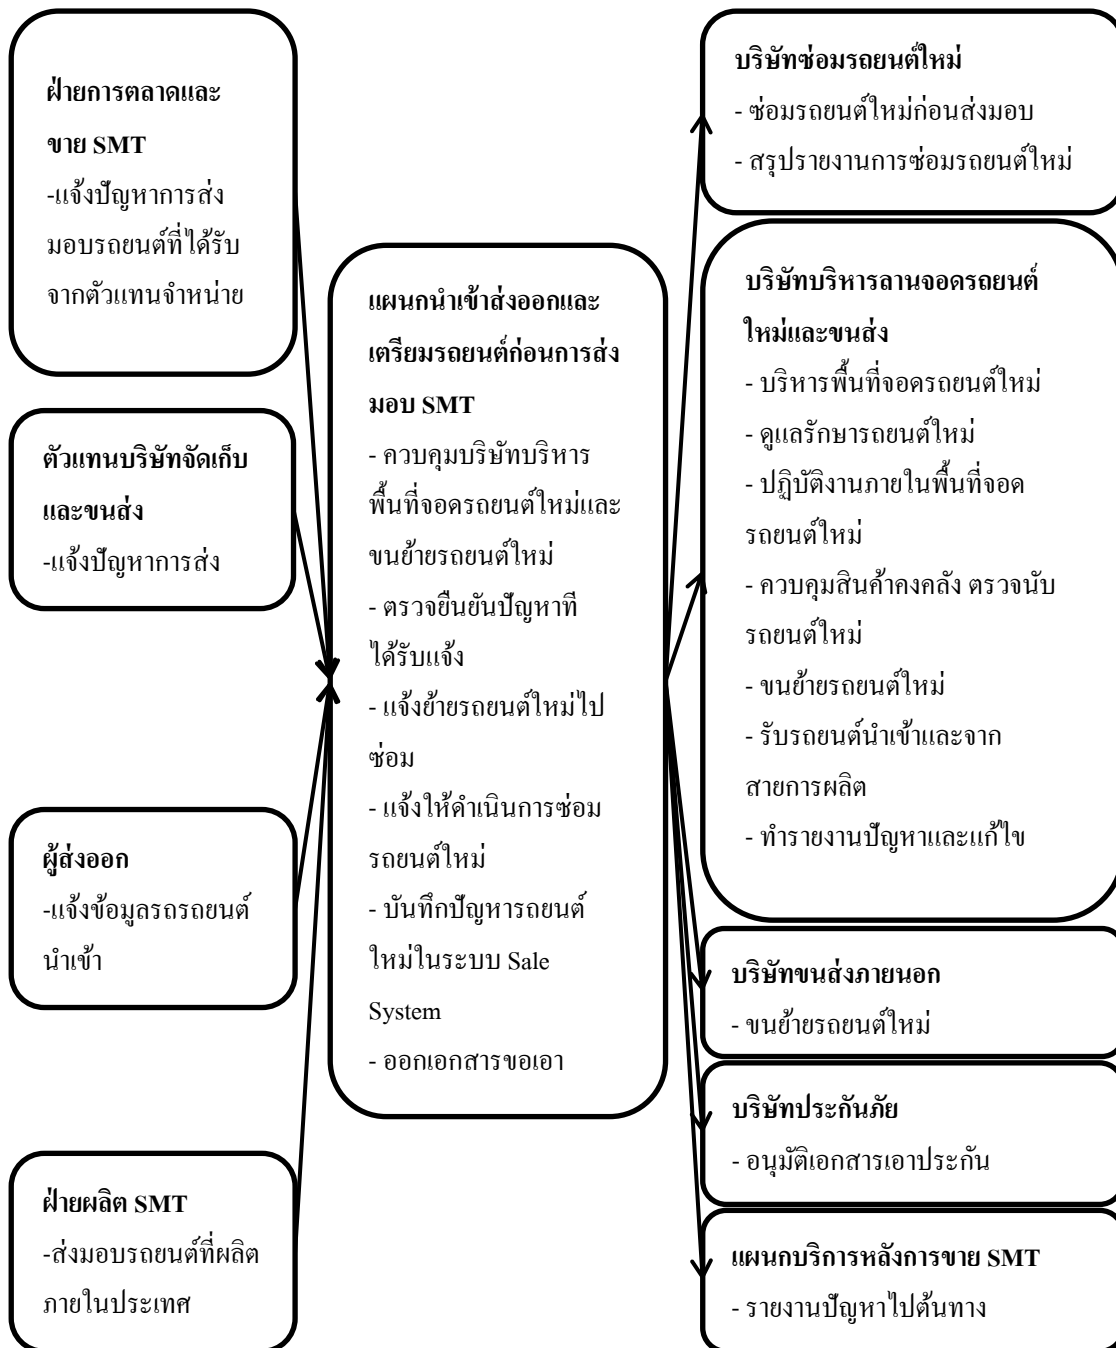 ฝ่ายการตลาดและ
ขาย SMT
-แจ้งปัญหาการส่ง
มอบรถยนต์ที่ได้รับ
จากตัวแทนจำหน่าย
ตัวแทนบริษัทจัดเก็บ
และขนส่ง
-แจ้งปัญหาการส่ง
ผู้ส่งออก
-แจ้งข้อมูลรถรถยนต์
นำเข้า
ฝ่ายผลิต SMT
-ส่งมอบรถยนต์ที่ผลิต
ภายในประเทศ
แผนกนำเข้าส่งออกและ
เตรียมรถยนต์ก่อนการส่ง
มอบ SMT
- ควบคุมบริษัทบริหาร
พื้นที่จอดรถยนต์ใหม่และ
ขนย้ายรถยนต์ใหม่
- ตรวจยืนยันปัญหาที
ได้รับแจ้ง
- แจ้งย้ายรถยนต์ใหม่ไป
ซ่อม
- แจ้งให้ดำเนินการซ่อม
รถยนต์ใหม่
- บันทึกปัญหารถยนต์
ใหม่ในระบบ Sale
System
- ออกเอกสารขอเอา
บริษัทซ่อมรถยนต์ใหม่
- ซ่อมรถยนต์ใหม่ก่อนส่งมอบ
- สรุปรายงานการซ่อมรถยนต์ใหม่
บริษัทบริหารลานจอดรถยนต์
ใหม่และขนส่ง
- บริหารพื้นที่จอดรถยนต์ใหม่
- ดูแลรักษารถยนต์ใหม่
- ปฏิบัติงานภายในพื้นที่จอด
รถยนต์ใหม่
- ควบคุมสินค้าคงคลัง ตรวจนับ
รถยนต์ใหม่
- ขนย้ายรถยนต์ใหม่
- รับรถยนต์นำเข้าและจาก
สายการผลิต
- ทำรายงานปัญหาและแก้ไข
บริษัทขนส่งภายนอก
- ขนย้ายรถยนต์ใหม่
บริษัทประกันภัย
- อนุมัติเอกสารเอาประกัน
แผนกบริการหลังการขาย SMT
- รายงานปัญหาไปต้นทาง